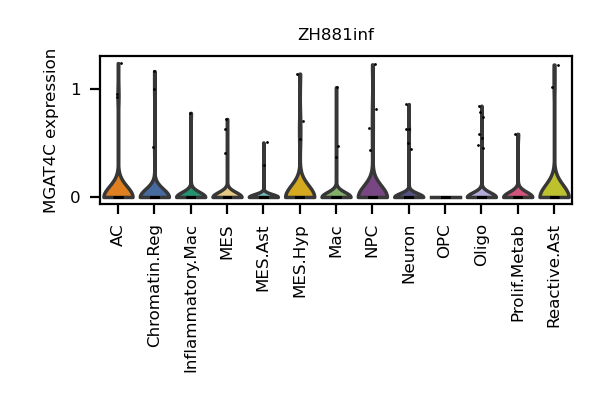 ZH881inf
MGAT4C expression
1
0
AC
Chromatin.Reg
Inflammatory.Mac
MES
MES.Ast
MES.Hyp
Mac
NPC
Neuron
OPC
Oligo
Prolif.Metab
Reactive.Ast